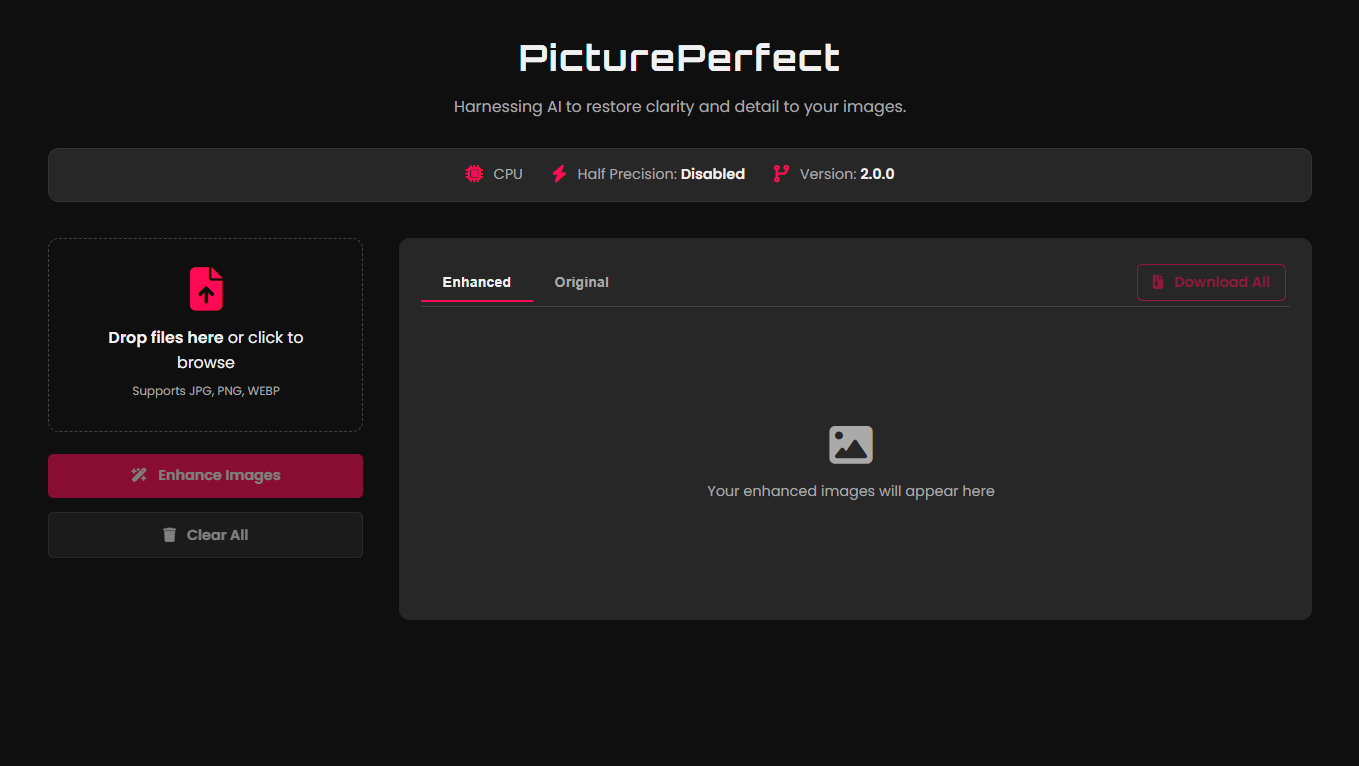 PicturePerfect
Harnessing AI to restore clarity and detail to your images.
CPU Half Precision: Disabled Version: 2.0.0
Drop files here or click to
browse
Supports JPG, PNG, WEBP
Enhance Images
Clear All
Enhanced Original Download All
Your enhanced images will appear here